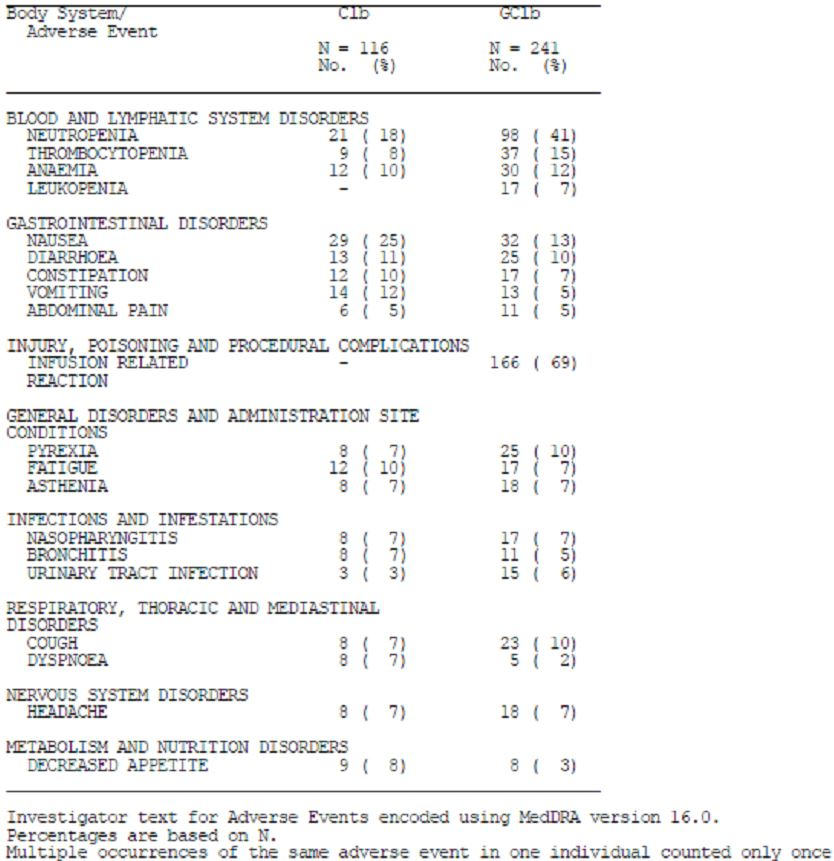 Body System/ Clb GClb
Adverse Event
N = 116 N = 241
No. (%) No. (%)
BLOOD AND LYMPHATIC SYSTEM DISORDERS
NEUTROPENIA 21 ( 18) 98 ( 41)
THROMBOCYTOPENIA 9 ( 8) 37 ( 15)
ANAEMIA 12 ( 10) 30 ( 12)
LEUKOPENIA - 17 ( 7)
GASTROINTESTINAL DISORDERS
NAUSEA 29 ( 25) 32 ( 13)
DIARRHOEA 13 ( 11) 25 ( 10)
CONSTIPATION 12 ( 10) 17 ( 7)
VOMITING 14 ( 12) 13 ( 5)
ABDOMINAL PAIN 6 ( 5) 11 ( 5)
INJURY, POISONING AND PROCEDURAL COMPLICATIONS
INFUSION RELATED - 166 ( 69)
REACTION
GENERAL DISORDERS AND ADMINISTRATION SITE
CONDITIONS
PYREXIA 8 ( 7) 25 ( 10)
FATIGUE 12 ( 10) 17 ( 7)
ASTHENIA 8 ( 7) 18 ( 7)
INFECTIONS AND INFESTATIONS
NASOPHARYNGITIS 8 ( 7) 17 ( 7)
BRONCHITIS 8 ( 7) 11 ( 5)
URINARY TRACT INFECTION 3 ( 3) 15 ( 6)
RESPIRATORY, THORACIC AND MEDIASTINAL
DISORDERS
COUGH 8 ( 7) 23 ( 10)
DYSPNOEA 8 ( 7) 5 ( 2)
NERVOUS SYSTEM DISORDERS
HEADACHE 8 ( 7) 18 ( 7)
METABOLISM AND NUTRITION DISORDERS
DECREASED APPETITE 9 ( 8) 8 ( 3)
Investigator text for Adverse Events encoded using MedDRA version 16.0.
Percentages are based on N.
Multiple occurrences of the same adverse event in one individual counted only once